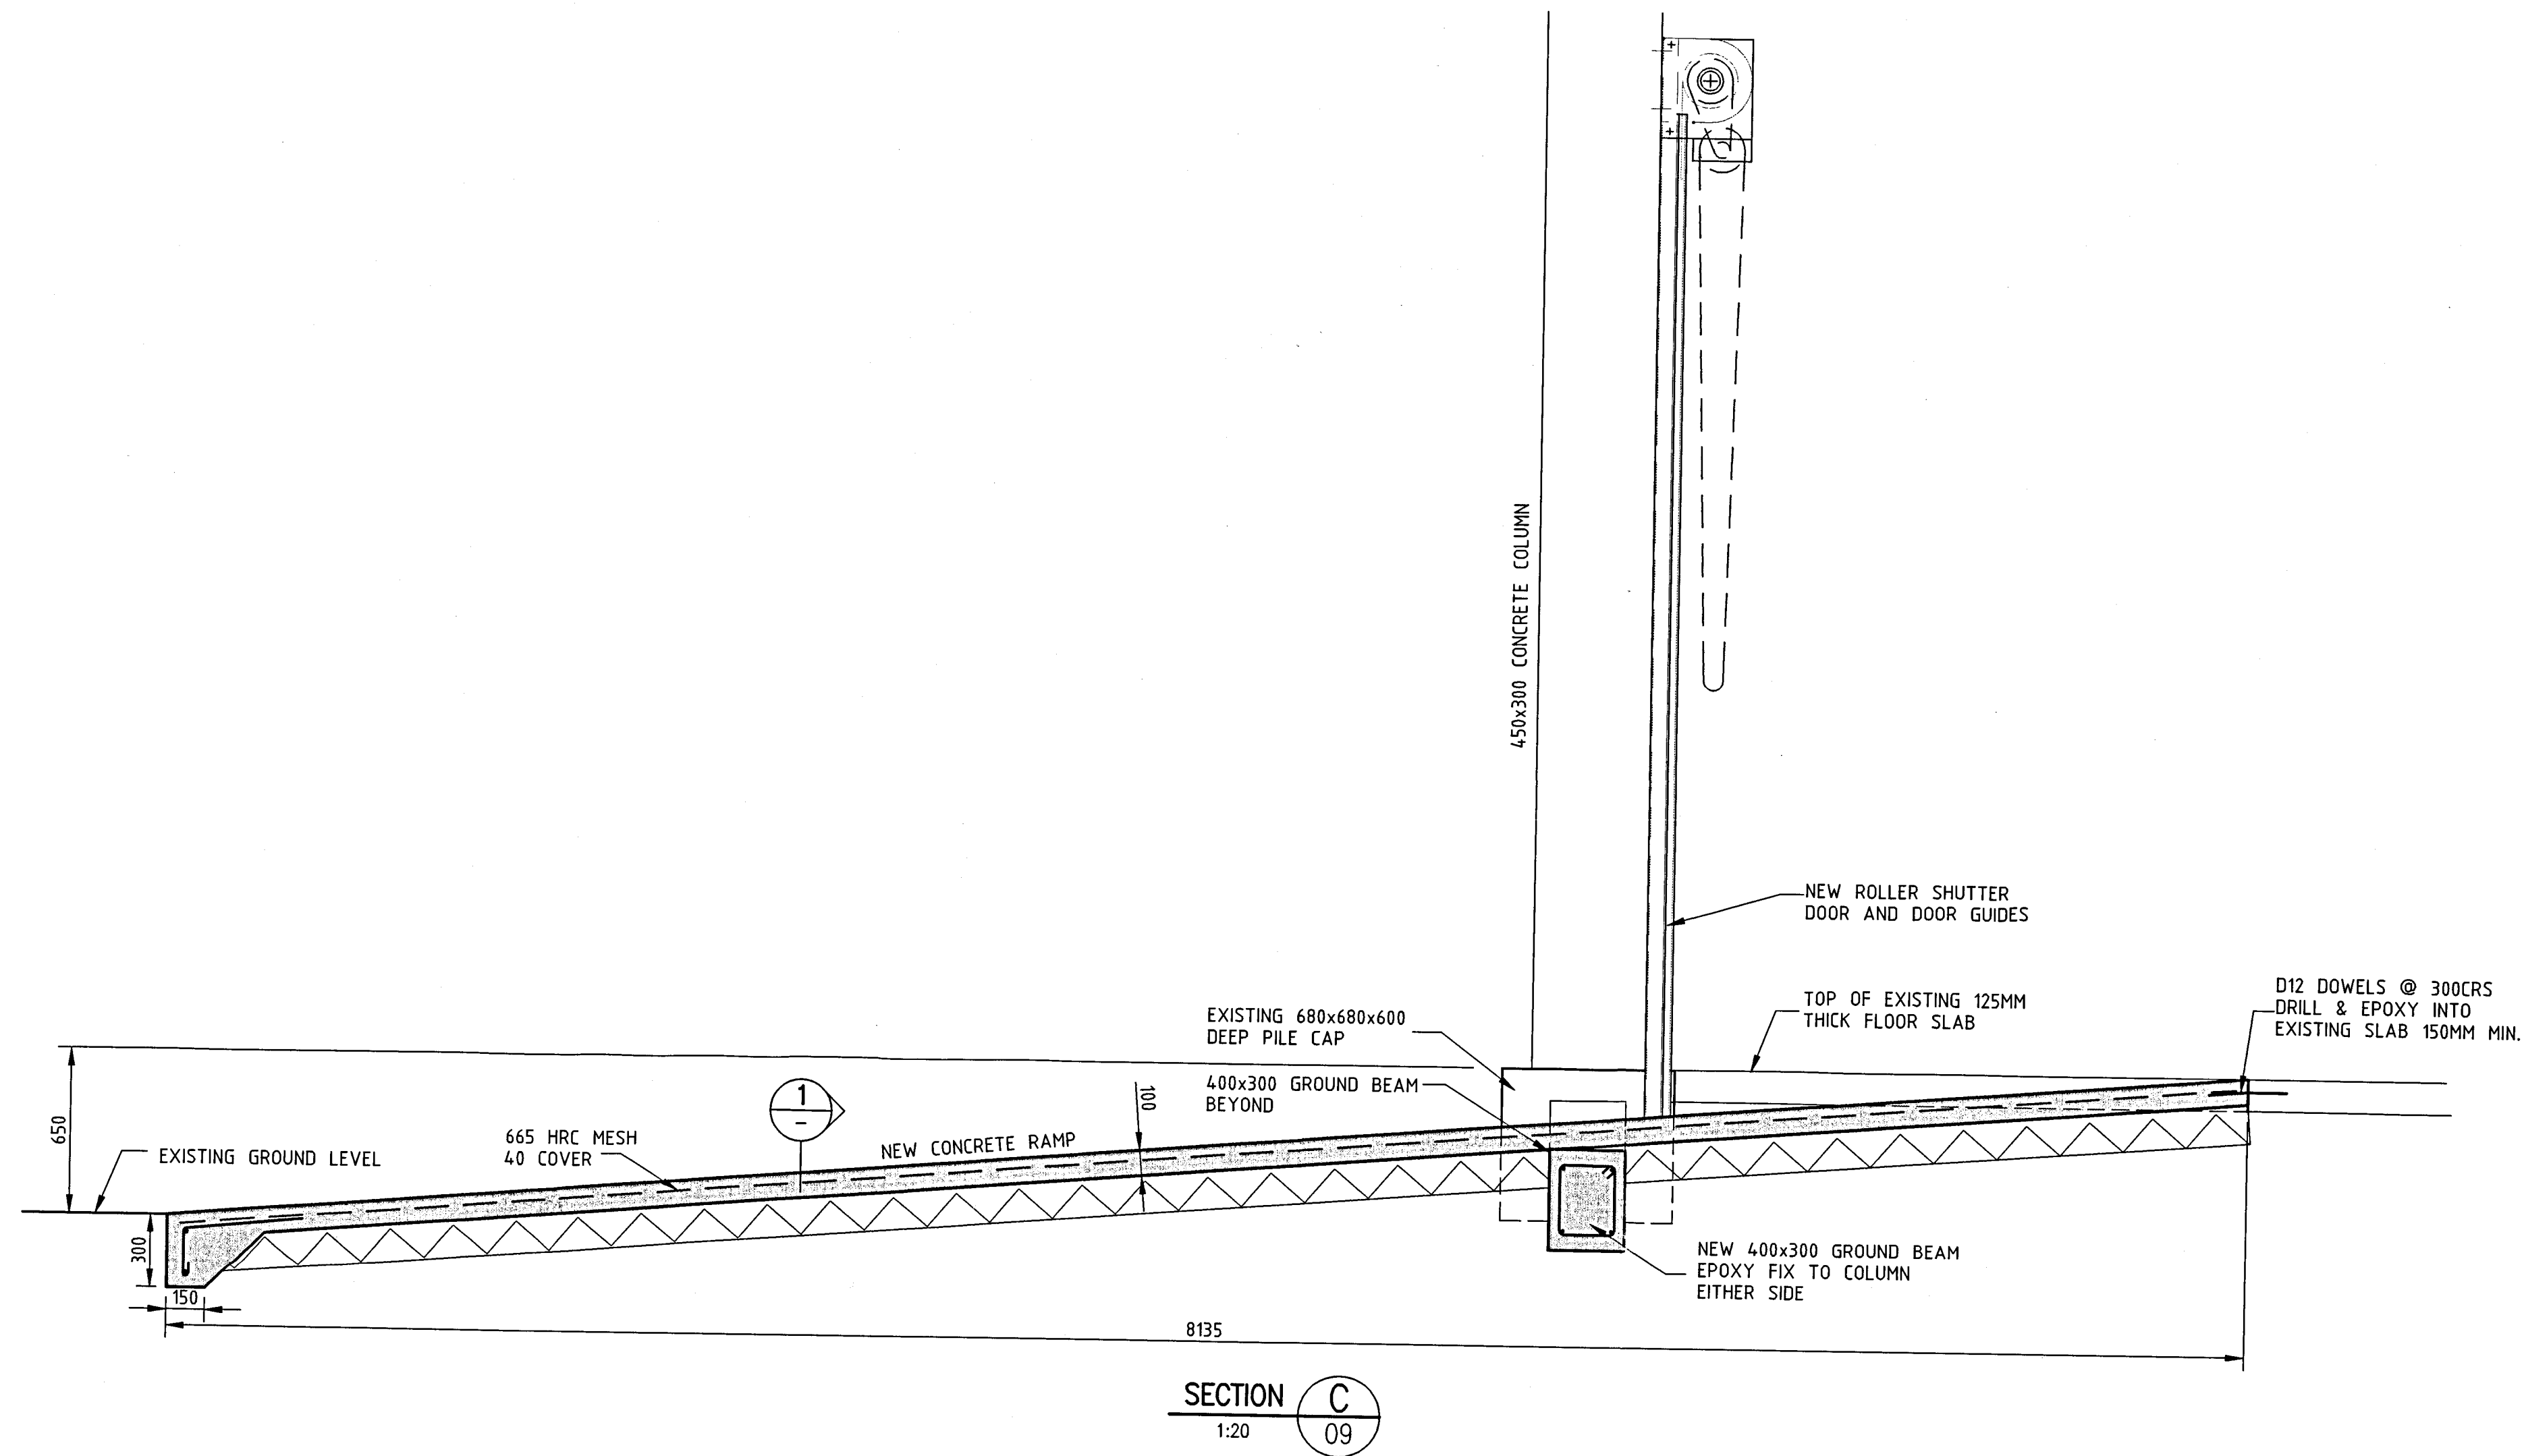 450x300 CONCRETE COLUMN
NEW ROLLER SHUTTER
DOOR AND DOOR GUIDES
D12 DOWELS @ 300CRS
DRILL & EPOXY INTO
EXISTING SLAB 150MM MIN.
TOP OF EXISTING 125MM
THICK FLOOR SLAB
EXISTING 680x680x600
DEEP PILE CAP
400x300 GROUND BEAM
BEYOND
1
-
100
650
665 HRC MESH
40 COVER
NEW CONCRETE RAMP
EXISTING GROUND LEVEL
300
150
NEW 400x300 GROUND BEAM
EPOXY FIX TO COLUMN
EITHER SIDE
8135
SECTION C
1:20 09